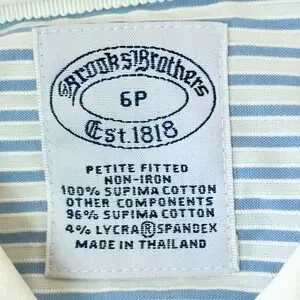 Brooks Brothers
6P
Est. 1818
PETITE FITTED
NON-IRON
100% SUPIMA COTTON
OTHER COMPONENTS
96% SUPIMA COTTON
4% LYCRA®SPANDEX
MADE IN THAILAND